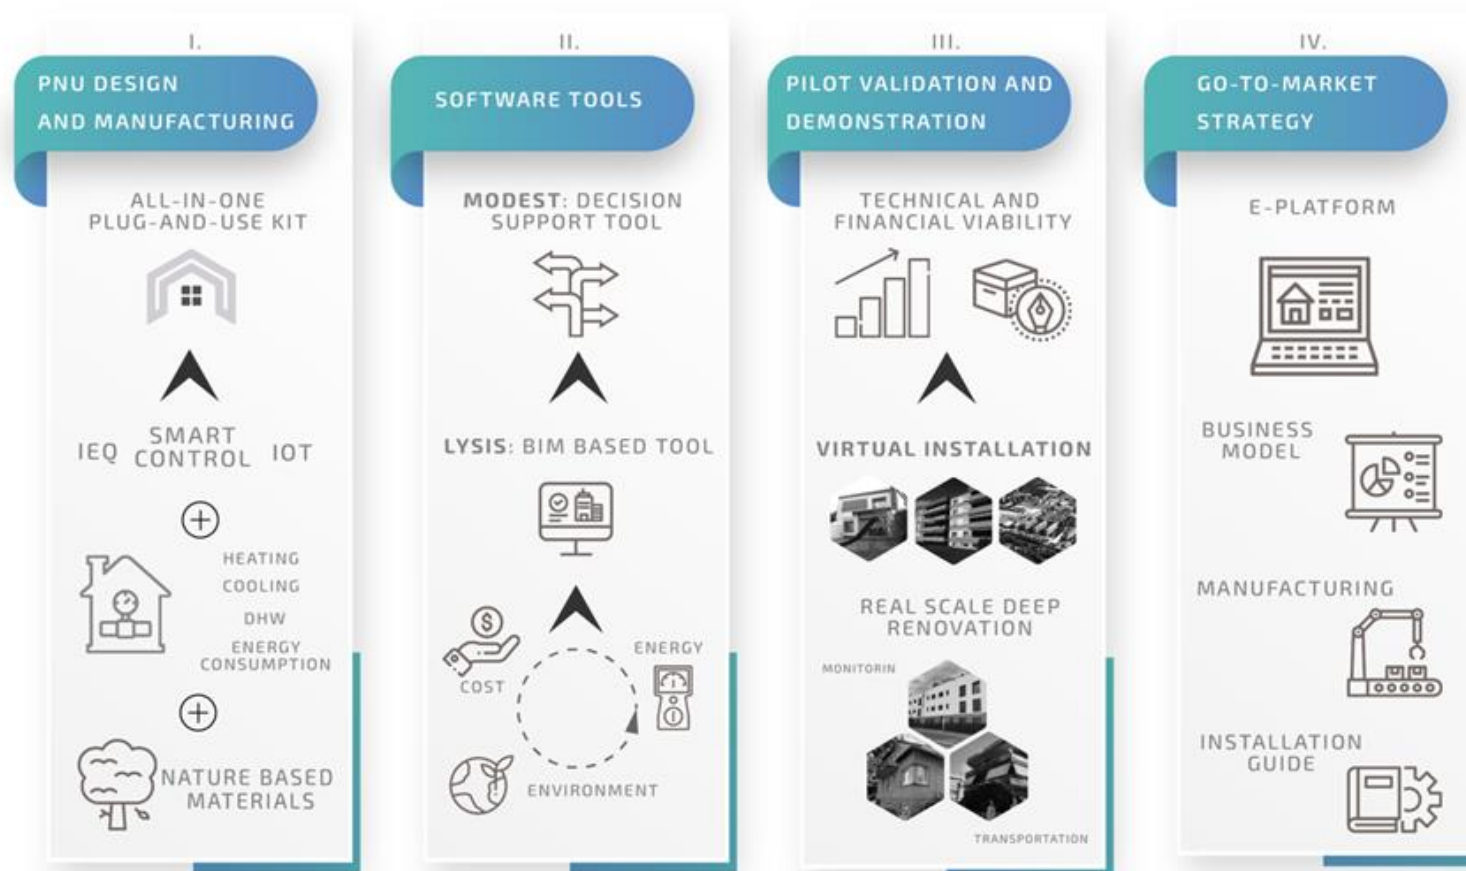 I.
PNU DESIGN
AND MANUFACTURING
ALL-IN-ONE
PLUG-AND-USE KIT
IEQ SMART CONTROL IOT
HEATING
COOLING
DHW
ENERGY
CONSUMPTION
NATURE BASED
MATERIALS
II.
SOFTWARE TOOLS
MODEST: DECISION
SUPPORT TOOL
LYSIS: BIM BASED TOOL
COST
ENERGY
ENVIRONMENT
III.
PILOT VALIDATION AND
DEMONSTRATION
TECHNICAL AND
FINANCIAL VIABILITY
VIRTUAL INSTALLATION
REAL SCALE DEEP
RENOVATION
MONITORIN
TRANSPORTATION
IV.
GO-TO-MARKET
STRATEGY
E-PLATFORM
BUSINESS
MODEL
MANUFACTURING
INSTALLATION
GUIDE